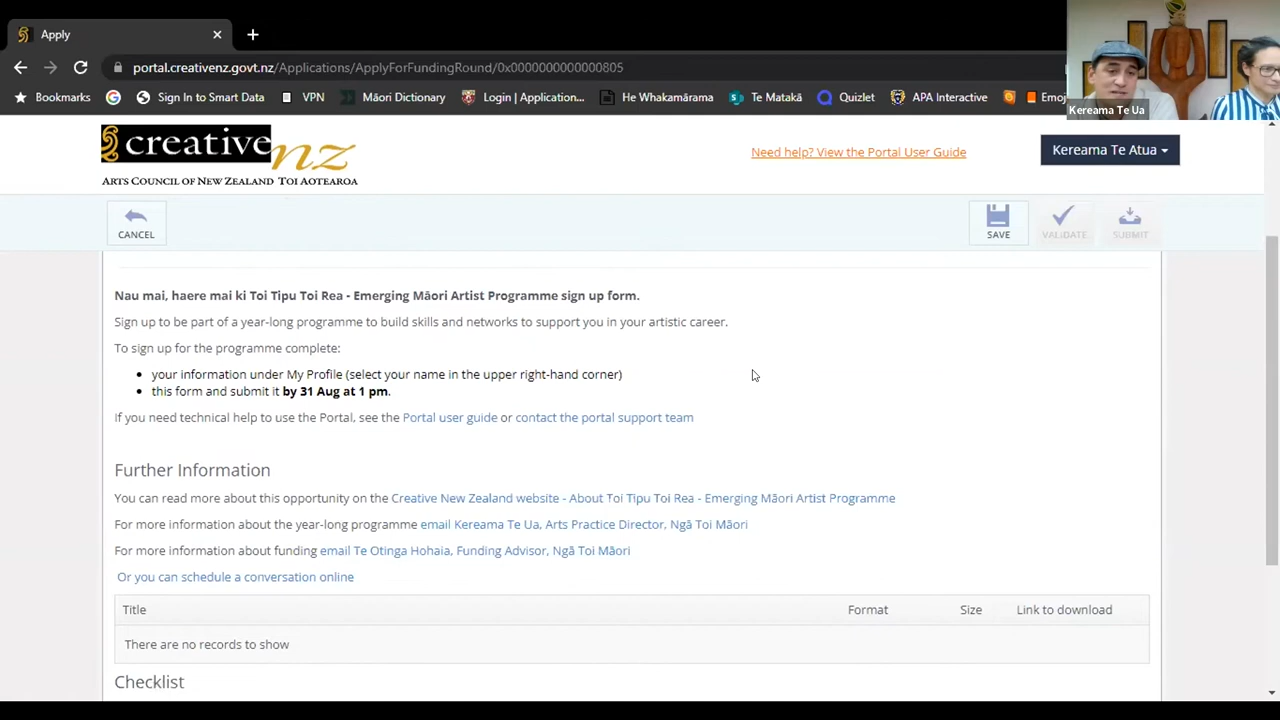 Apply
portal.creativenz.govt.nz/Applications/ApplyForFundingRound/0x0000000000000805
Bookmarks Sign In to Smart Data VPN Māori Dictionary Login | Application... He Whakamārama Te Matakā Quizlet APA Interactive Emoj
Kereama Te Ua
creative nz
ARTS COUNCIL OF NEW ZEALAND TOI AOTEAROA
Need help? View the Portal User Guide
Kereama Te Atua
CANCEL
SAVE VALIDATE SUBMIT
Nau mai, haere mai ki Toi Tipu Toi Rea - Emerging Māori Artist Programme sign up form.
Sign up to be part of a year-long programme to build skills and networks to support you in your artistic career.
To sign up for the programme complete:
• your information under My Profile (select your name in the upper right-hand corner)
• this form and submit it by 31 Aug at 1 pm.
If you need technical help to use the Portal, see the Portal user guide or contact the portal support team
Further Information
You can read more about this opportunity on the Creative New Zealand website - About Toi Tipu Toi Rea - Emerging Māori Artist Programme
For more information about the year-long programme email Kereama Te Ua, Arts Practice Director, Ngā Toi Māori
For more information about funding email Te Otinga Hohaia, Funding Advisor, Ngā Toi Māori
Or you can schedule a conversation online
Title Format Size Link to download
There are no records to show
Checklist